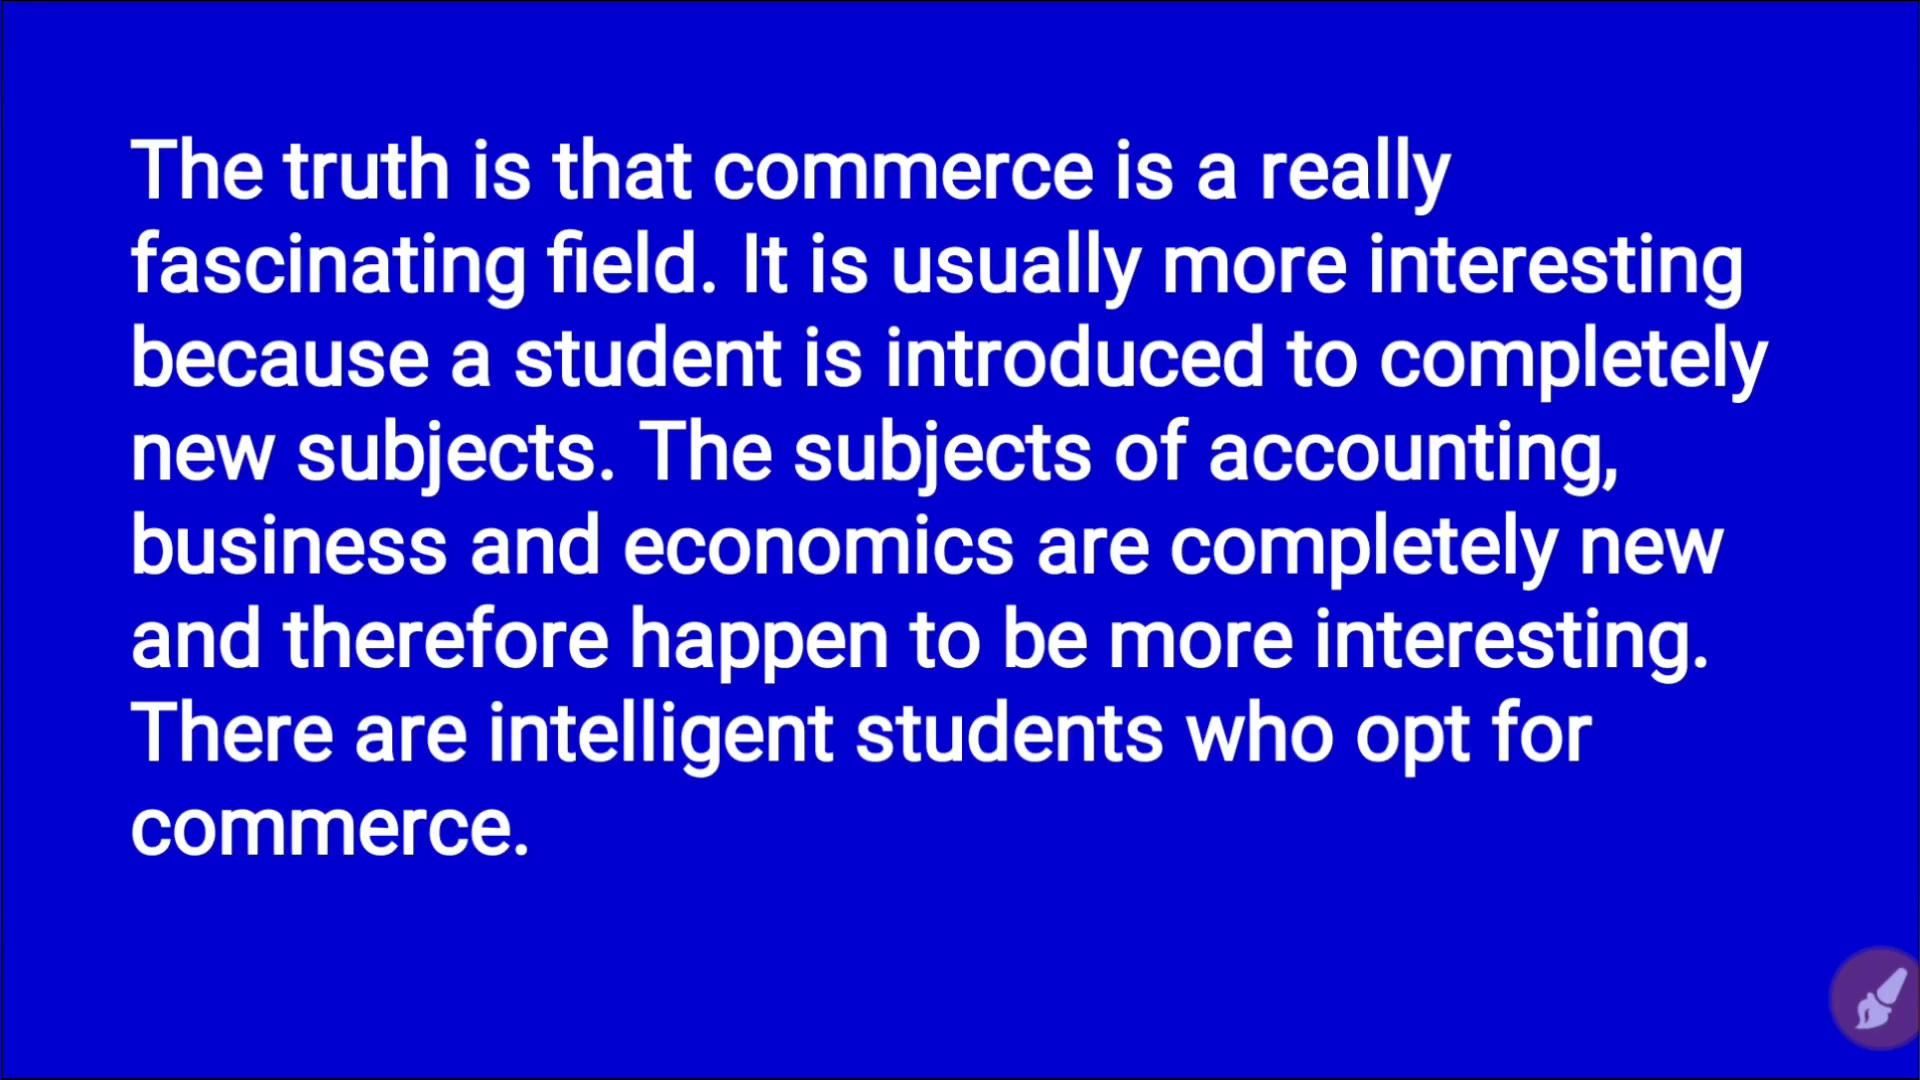 The truth is that commerce is a really
fascinating field. It is usually more interesting
because a student is introduced to completely
new subjects. The subjects of accounting,
business and economics are completely new
and therefore happen to be more interesting.
There are intelligent students who opt for
commerce.